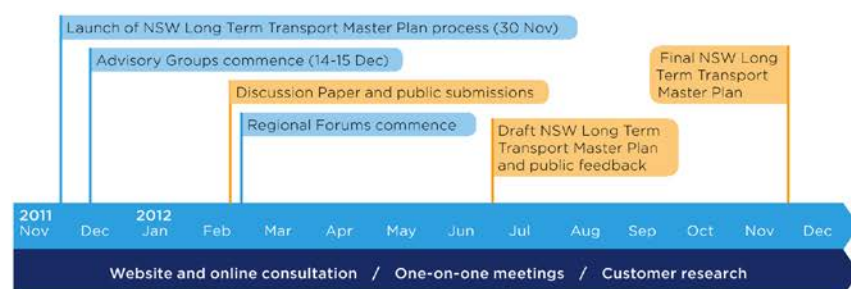 Launch of NSW Long Term Transport Master Plan process (30 Nov)
Advisory Groups commence (14-15 Dec)
Final NSW Long
Term Transport
Master Plan
Discussion Paper and public submissions
Regional Forums commence
Draft NSW Long Term
Transport Master Plan
and public feedback
2011 2012
Nov Dec Jan Feb Mar Apr May Jun Jul Aug Sep Oct Nov Dec
Website and online consultation / One-on-one meetings / Customer research